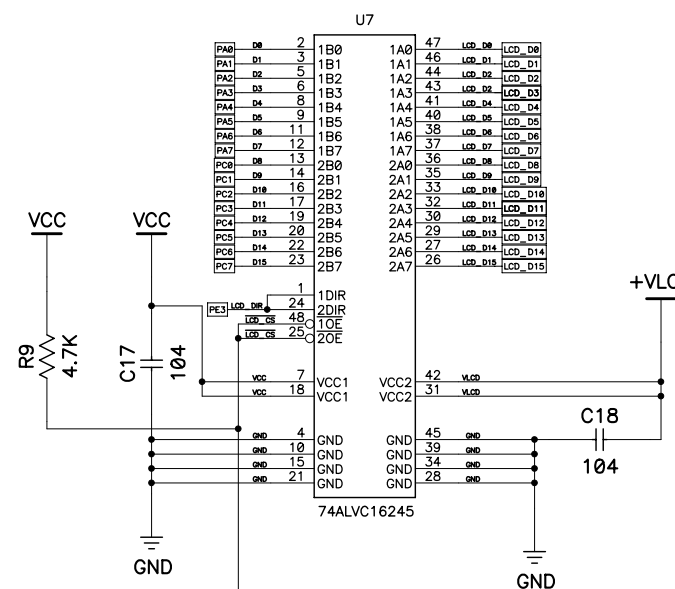 U7
PA0 D0 2 1B0 1A0 47 LCD_D0 LCD_D0
PA1 D1 3 1B1 1A1 46 LCD_D1 LCD_D1
PA2 D2 5 1B2 1A2 44 LCD_D2 LCD_D2
PA3 D3 6 1B3 1A3 43 LCD_D2 LCD_D3
PA4 D4 8 1B4 1A4 41 LCD_D4 LCD_D4
PA5 D5 9 1B5 1A5 40 LCD_D5 LCD_D5
PA6 D6 11 1B6 1A6 38 LCD_D6 LCD_D6
PA7 D7 12 1B7 1A7 37 LCD_D7 LCD_D7
PC0 D8 13 2B0 2A0 36 LCD_D8 LCD_D8
PC1 D9 14 2B1 2A1 35 LCD_D9 LCD_D9
PC2 D10 16 2B2 2A2 33 LCD_D10 LCD_D10
PC3 D11 17 2B3 2A3 32 LCD_D11 LCD_D11
PC4 D12 19 2B4 2A4 30 LCD_D12 LCD_D12
PC5 D13 20 2B5 2A5 29 LCD_D13 LCD_D13
PC6 D14 22 2B6 2A6 27 LCD_D14 LCD_D14
PC7 D15 23 2B7 2A7 26 LCD_D15 LCD_D15
VCC VCC
PE3 LCD_DIR 1 1DIR
24 2DIR
LCD_CS 48 1OE
LCD_CS 25 2OE
+VLC
R9 4.7K
C17 104
VCC 7 VCC1 VCC2 42 VLCD
VCC 18 VCC1 VCC2 31 VLCD
GND 4 GND GND 45 GND
GND 10 GND GND 39 GND
GND 15 GND GND 34 GND
GND 21 GND GND 28 GND
C18
104
74ALVC16245
GND
GND